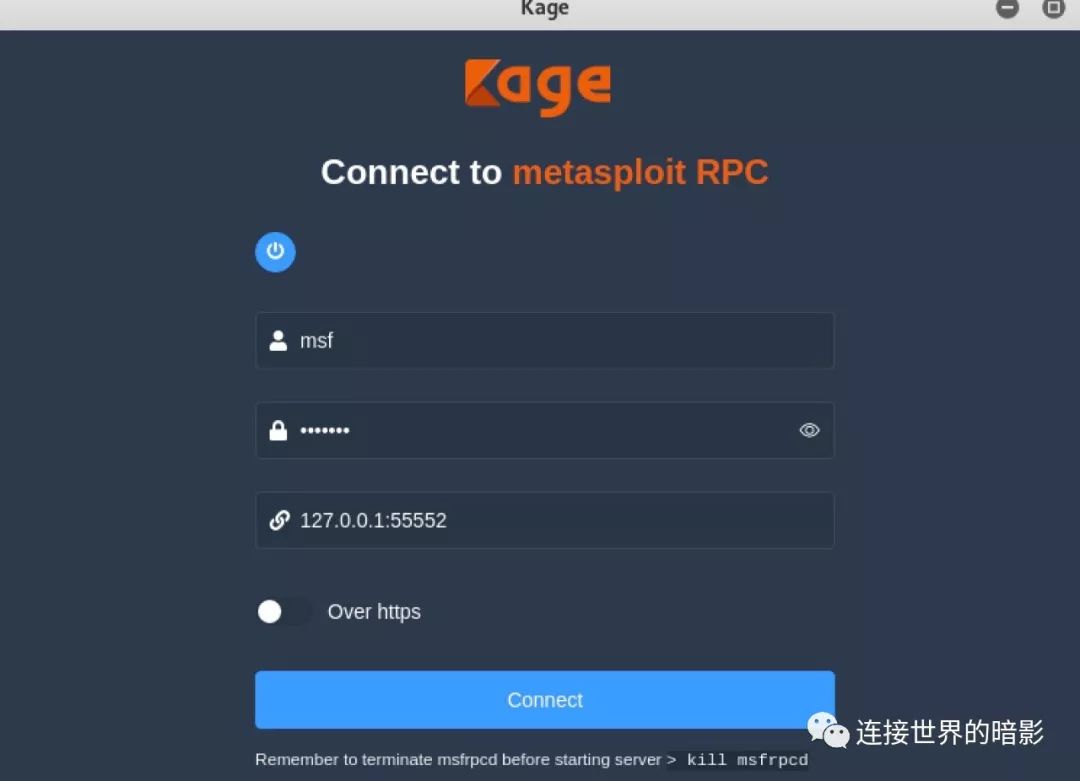 Kage
Kage
Connect to metasploit RPC
msf
•••••••
127.0.0.1:55552
Over https
Connect
连接世界的暗影
Remember to terminate msfrpcd before starting server > kill msfrpcd